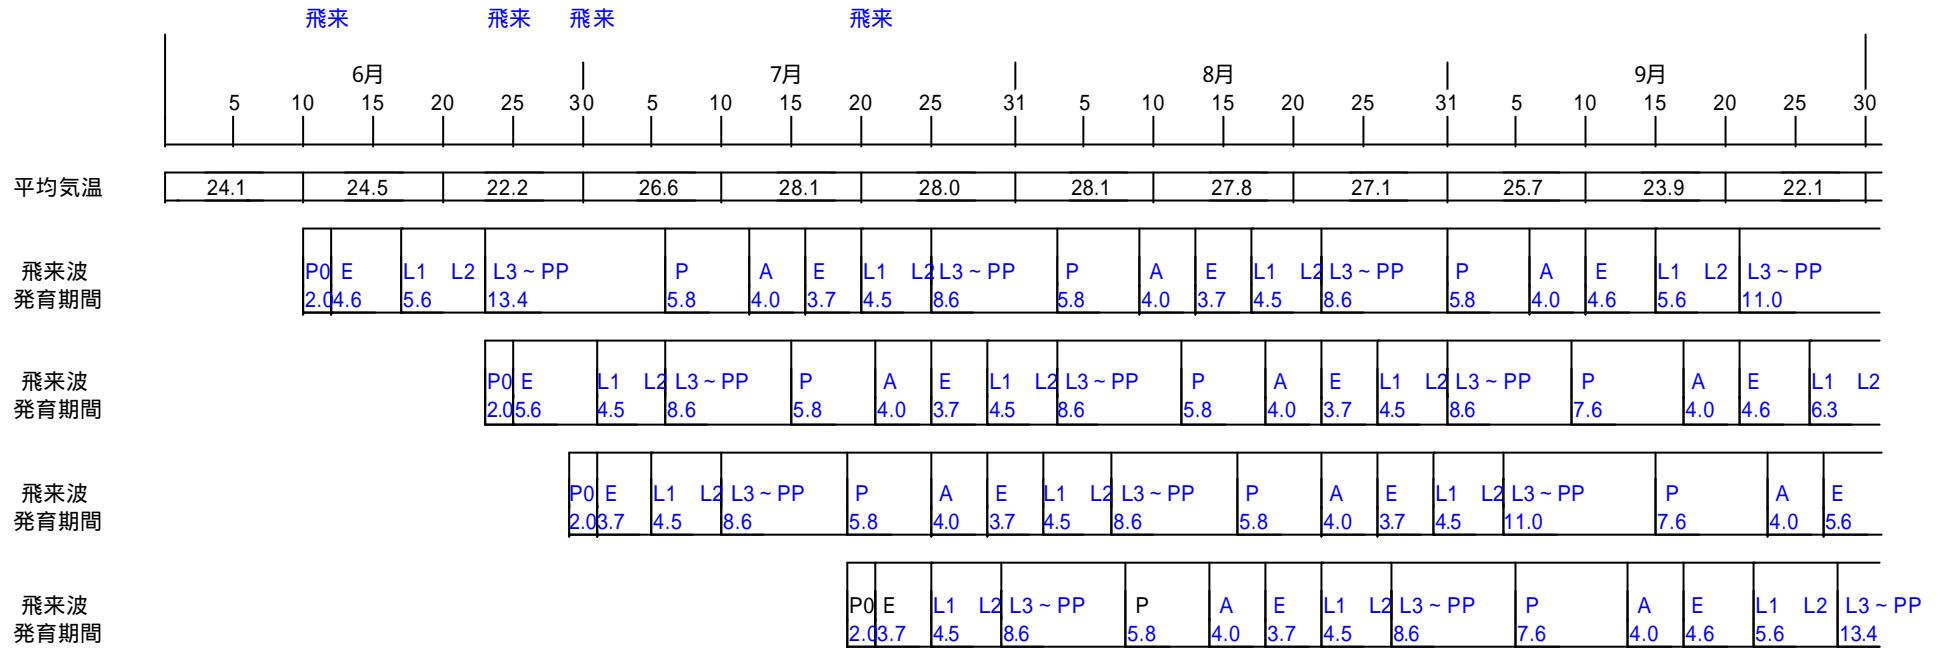 飛来 飛来 飛来 飛来
6月 7月 8月 9月
5 10 15 20 25 30 5 10 15 20 25 31 5 10 15 20 25 31 5 10 15 20 25 30
平均気温 24.1 24.5 22.2 26.6 28.1 28.0 28.1 27.8 27.1 25.7 23.9 22.1
飛来波 P0 E L1 L2 L3 ~ PP P A E L1 L2 L3 ~ PP P A E L1 L2 L3 ~ PP P A E L1 L2 L3 ~ PP
発育期間 2.0 4.6 5.6 13.4 5.8 4.0 3.7 4.5 8.6 5.8 4.0 3.7 4.5 8.6 5.8 4.0 4.6 5.6 11.0
飛来波 P0 E L1 L2 L3 ~ PP P A E L1 L2 L3 ~ PP P A E L1 L2 L3 ~ PP P A E L1 L2
発育期間 2.0 5.6 4.5 8.6 5.8 4.0 3.7 4.5 8.6 5.8 4.0 3.7 4.5 8.6 7.6 4.0 4.6 6.3
飛来波 P0 E L1 L2 L3 ~ PP P A E L1 L2 L3 ~ PP P A E L1 L2 L3 ~ PP P A E
発育期間 2.0 3.7 4.5 8.6 5.8 4.0 3.7 4.5 8.6 5.8 4.0 3.7 4.5 11.0 7.6 4.0 5.6
飛来波 P0 E L1 L2 L3 ~ PP P A E L1 L2 L3 ~ PP P A E L1 L2 L3 ~ PP
発育期間 2.0 3.7 4.5 8.6 5.8 4.0 3.7 4.5 8.6 7.6 4.0 4.6 5.6 13.4